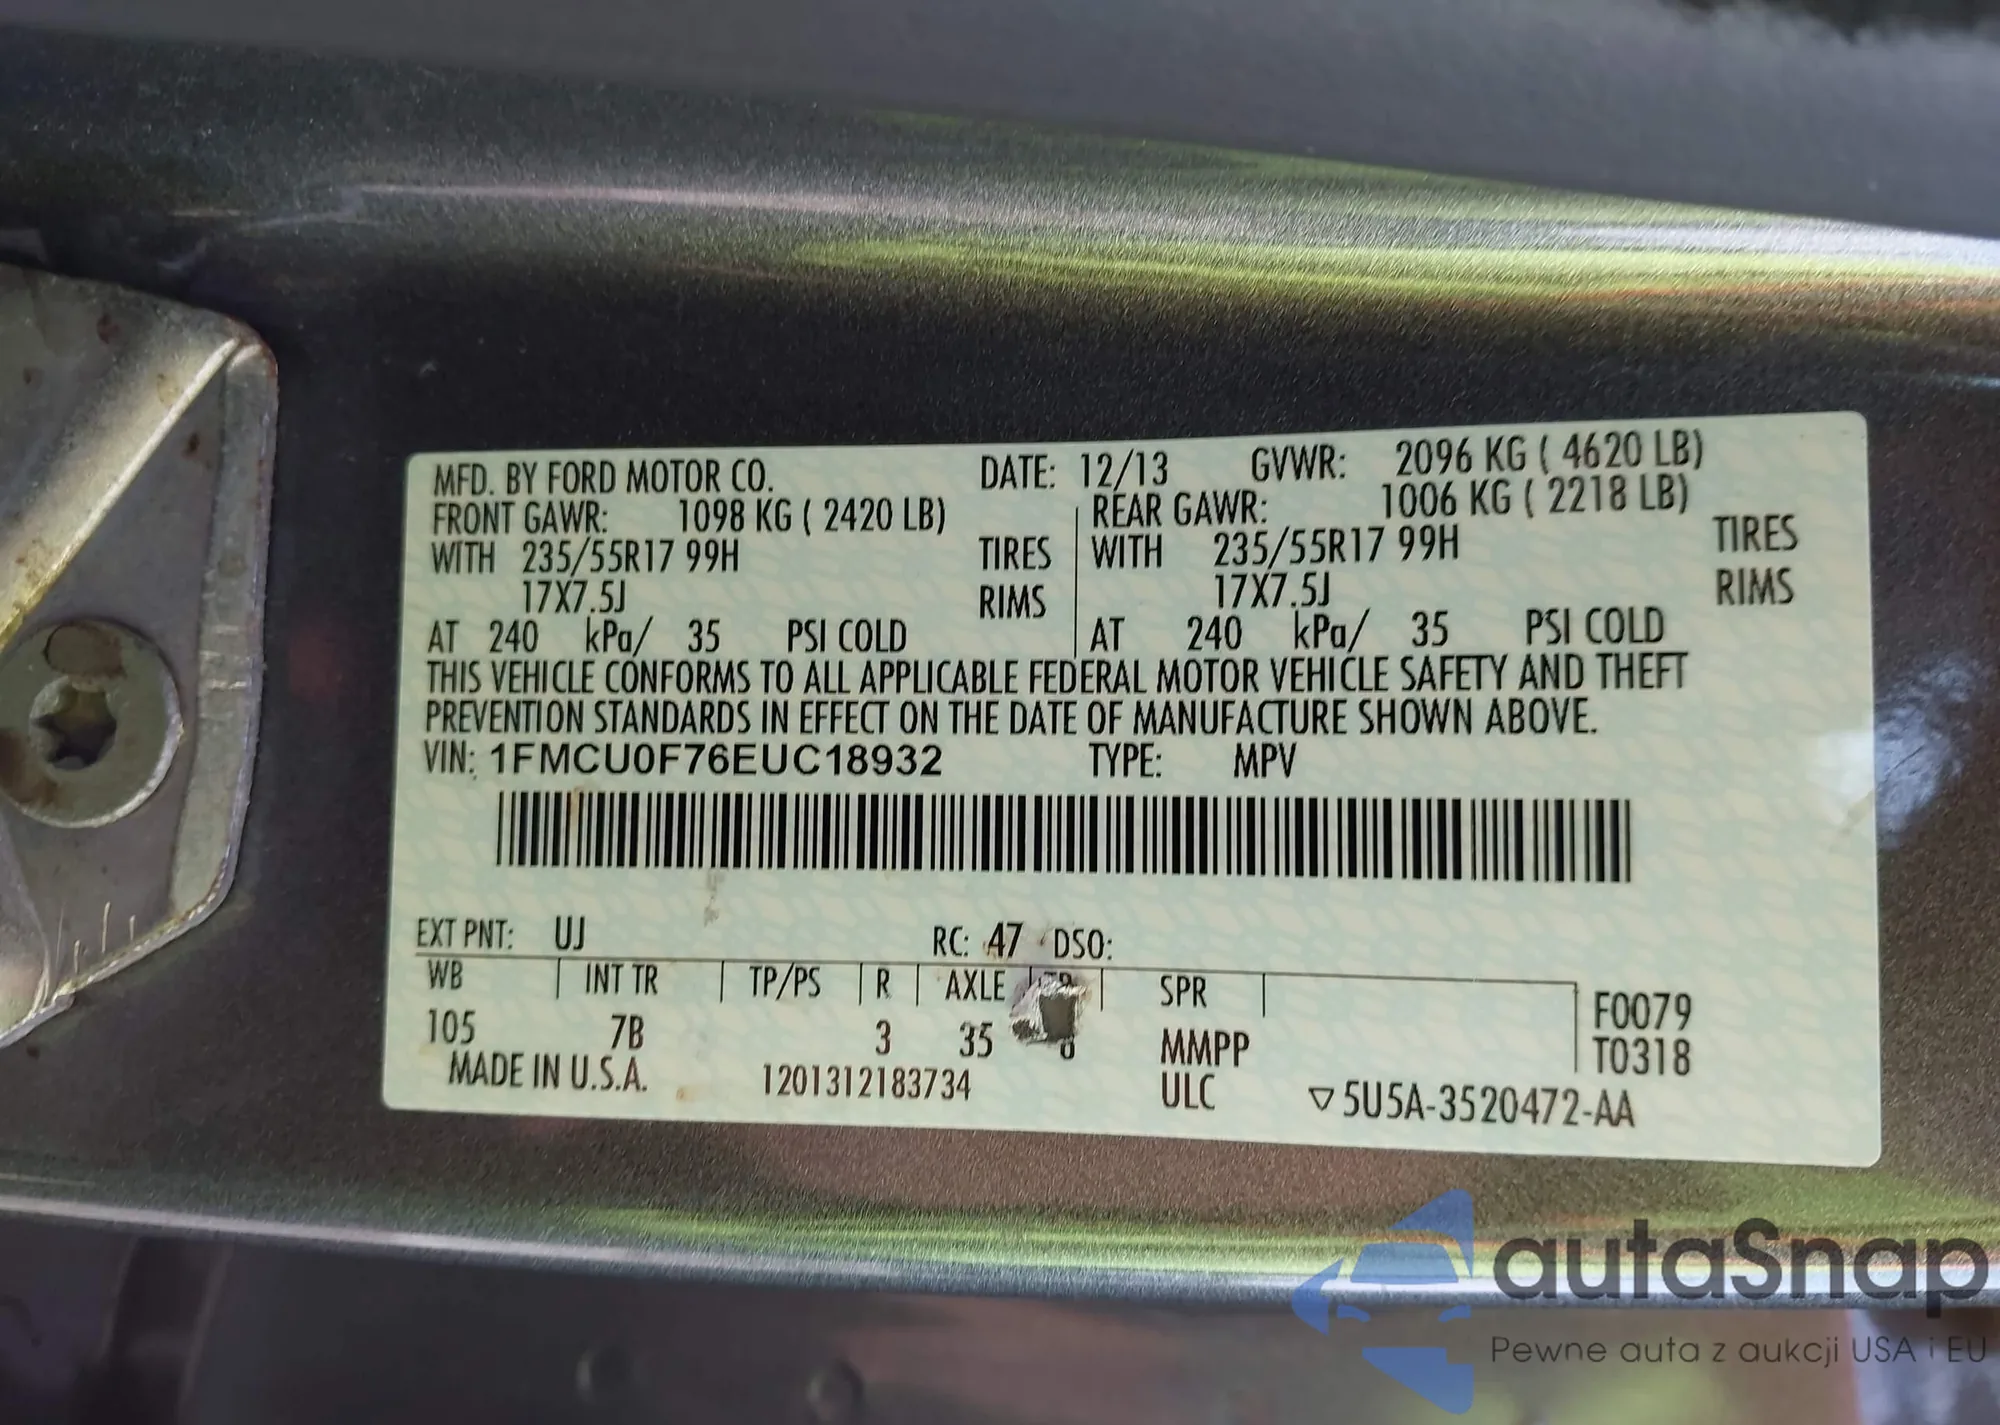 MFD. BY FORD MOTOR CO. DATE: 12/13 GVWR: 2096 KG ( 4620 LB)
FRONT GAWR: 1098 KG ( 2420 LB) REAR GAWR: 1006 KG ( 2218 LB)
WITH 235/55R17 99H TIRES WITH 235/55R17 99H TIRES
17X7.5J RIMS 17X7.5J RIMS
AT 240 kPa/ 35 PSI COLD AT 240 kPa/ 35 PSI COLD
THIS VEHICLE CONFORMS TO ALL APPLICABLE FEDERAL MOTOR VEHICLE SAFETY AND THEFT
PREVENTION STANDARDS IN EFFECT ON THE DATE OF MANUFACTURE SHOWN ABOVE.
VIN: 1FMCU0F76EUC18932 TYPE: MPV
EXT PNT: UJ RC: 47 DSO:
WB INT TR TP/PS R AXLE SPR F0079
105 7B 3 35 MMPP T0318
MADE IN U.S.A. 1201312183734 ULC ▽5U5A-3520472-AA
autaSnap
Pewne auta z aukcji USA i EU